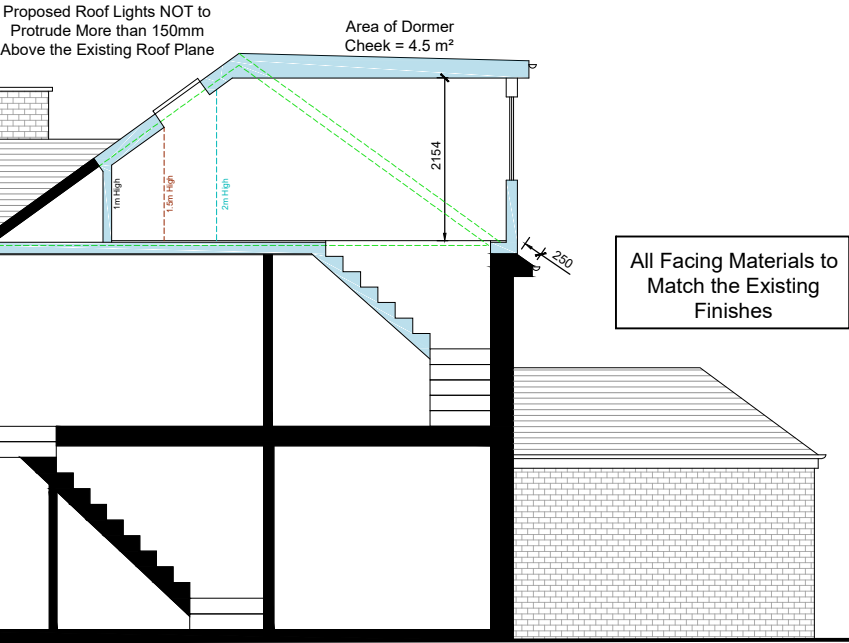 Proposed Roof Lights NOT to
Protrude More than 150mm
Above the Existing Roof Plane
Area of Dormer
Cheek = 4.5 m²
1m High
1.5m High
2m High
2154
250
All Facing Materials to
Match the Existing
Finishes